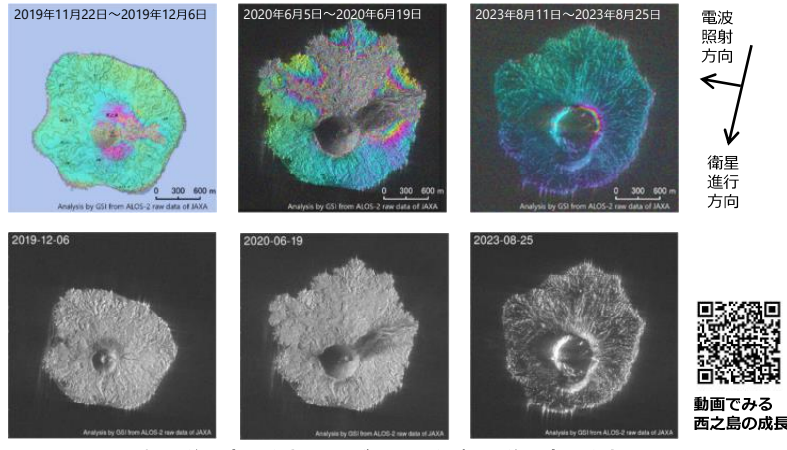 2019年11月22日～2019年12月6日
2020年6月5日～2020年6月19日
2023年8月11日～2023年8月25日
電波
照射
方向
0 300 600 m
Analysis by GSI from ALOS-2 raw data of JAXA
0 300 600 m
Analysis by GSI from ALOS-2 raw data of JAXA
0 300 600 m
Analysis by GSI from ALOS-2 raw data of JAXA
衛星
進行
方向
2019-12-06
2020-06-19
2023-08-25
Analysis by GSI from ALOS-2 raw data of JAXA
Analysis by GSI from ALOS-2 raw data of JAXA
Analysis by GSI from ALOS-2 raw data of JAXA
動画でみる
西之島の成長